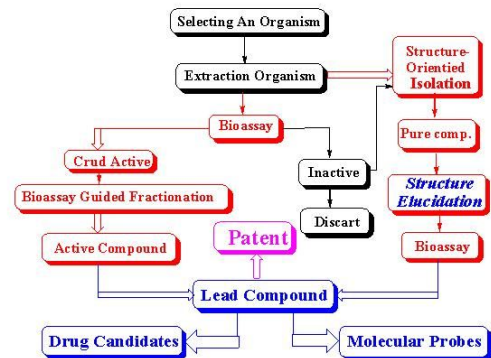 Selecting An Organism
Extraction Organism
Structure-
Orientied
Isolation
Bioassay
Pure comp.
Crud Active
Inactive
Bioassay Guided Fractionation
Structure
Elucidation
Discart
Active Compound
Patent
Bioassay
Lead Compound
Drug Candidates
Molecular Probes